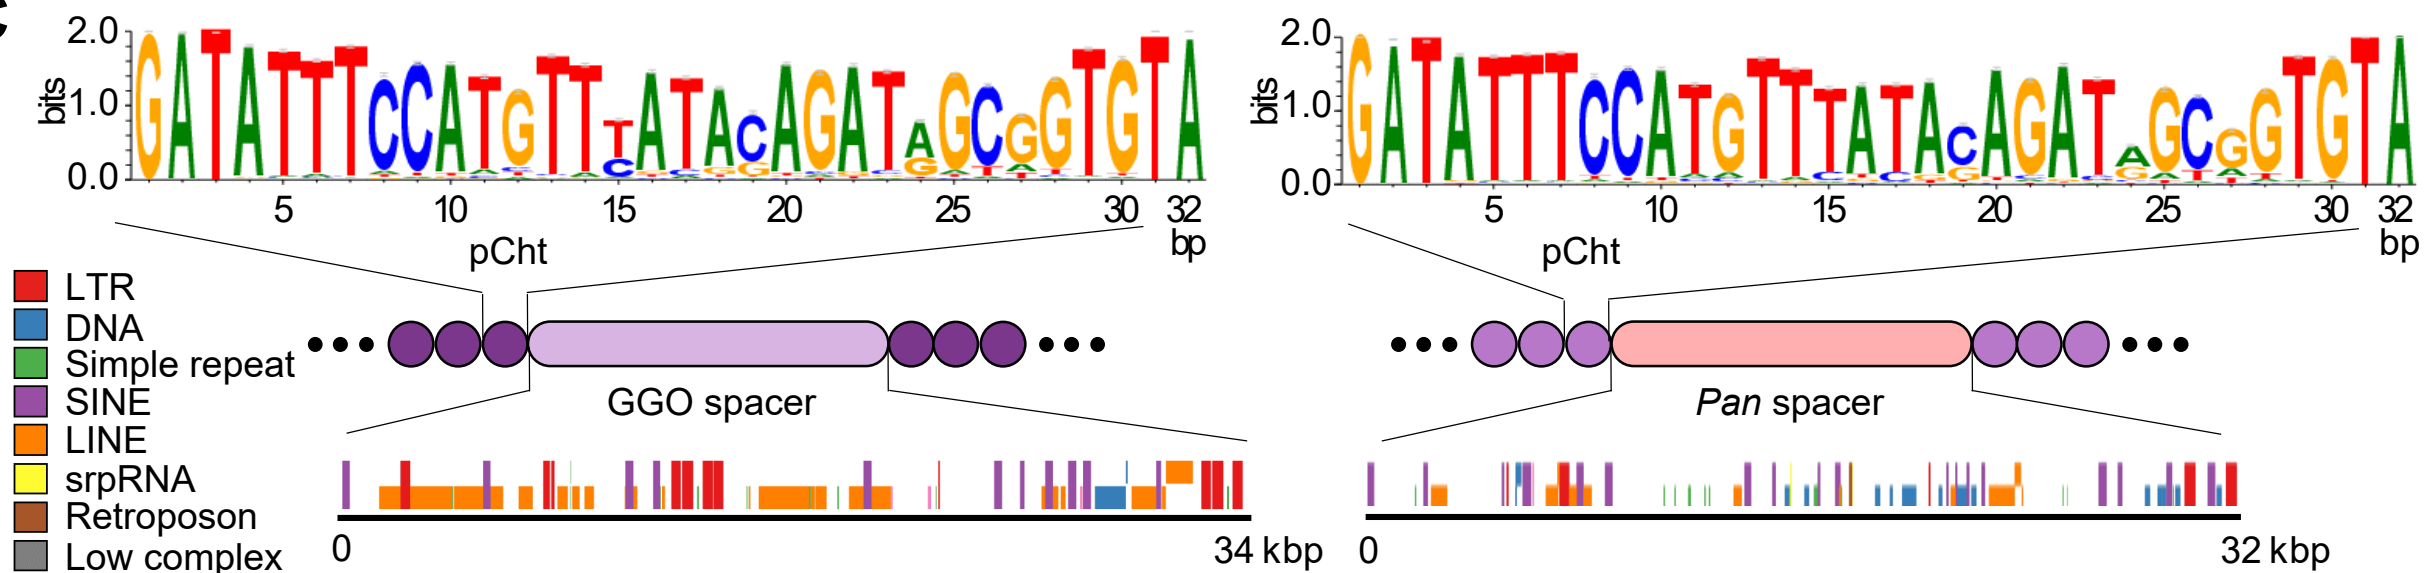 c
2.0
bits
1.0
0.0
GATATTTCCATGTTTATACAGATAGCGGTGTA
5 10 15 20 25 30 32
bp
pCht
2.0
bits
1.0
0.0
GATATTTCCATGTTTATACAGATAGCGGTGTA
5 10 15 20 25 30 32
bp
pCht
LTR
DNA
Simple repeat
SINE
LINE
srpRNA
Retroposon
Low complex
GGO spacer
0 34 kbp
Pan spacer
0 32 kbp